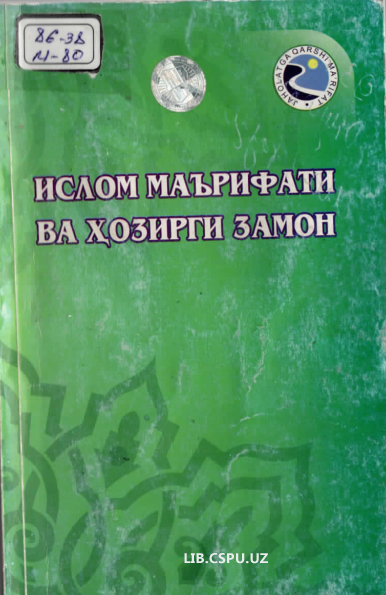 86-38
И-80
JAHOLATGA QARSHI MA'RIFAT
ИСЛОМ МАЪРИФАТИ
ВА ҲОЗИРГИ ЗАМОН
LIB.CSPU.UZ